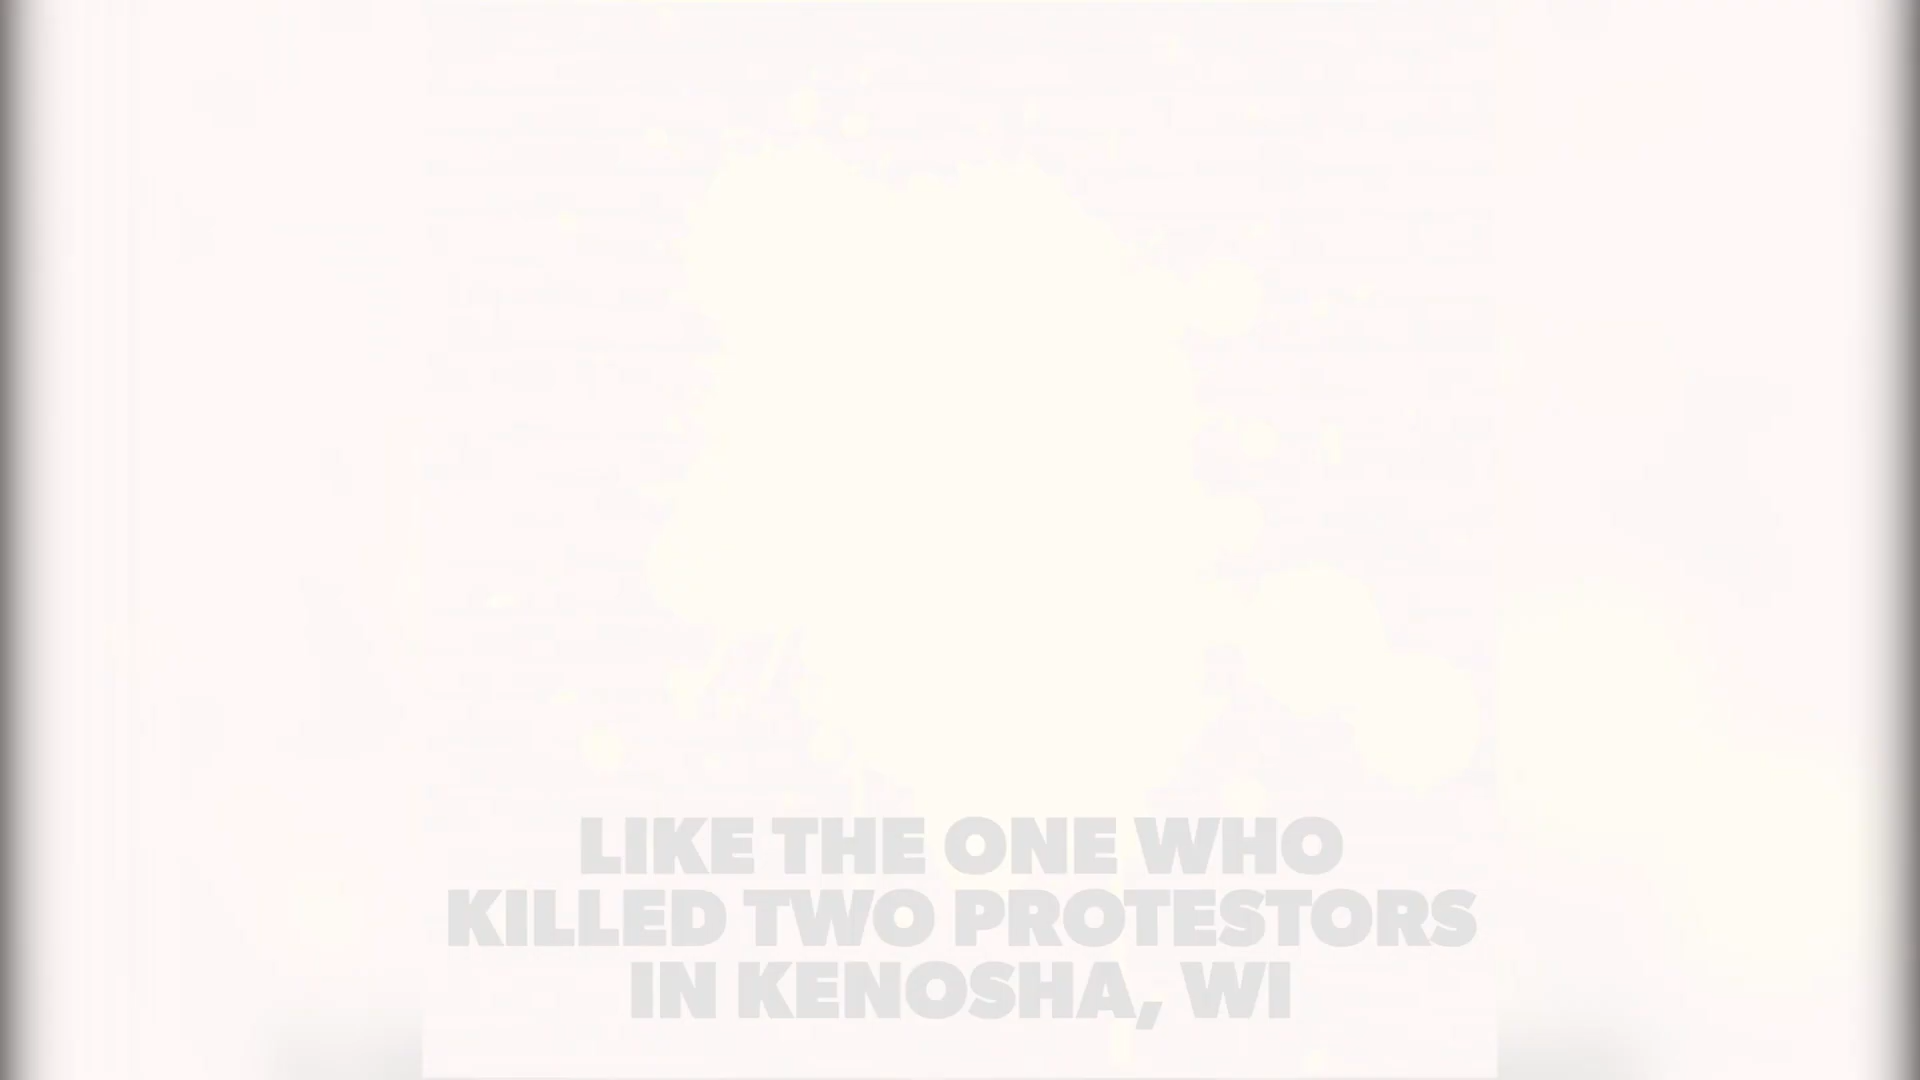 LIKE THE ONE WHO
KILLED TWO PROTESTORS
IN KENOSHA, WI